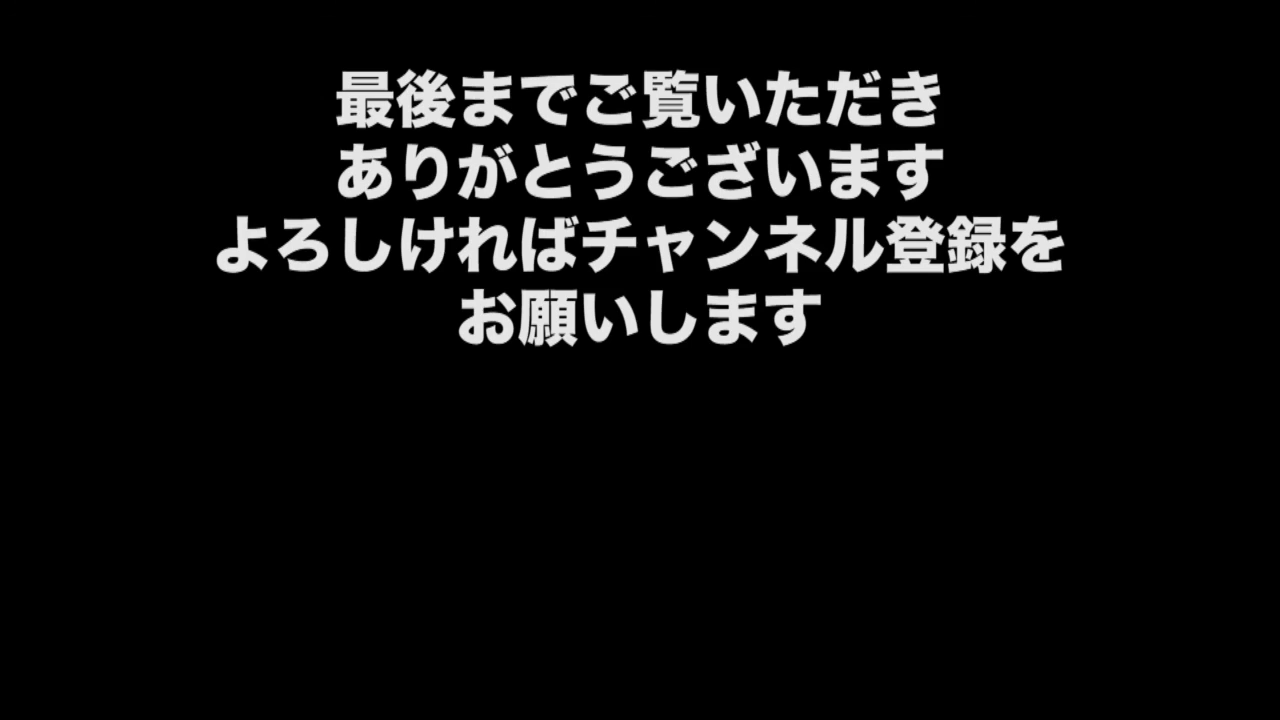 最後までご覧いただき
ありがとうございます
よろしければチャンネル登録を
お願いします